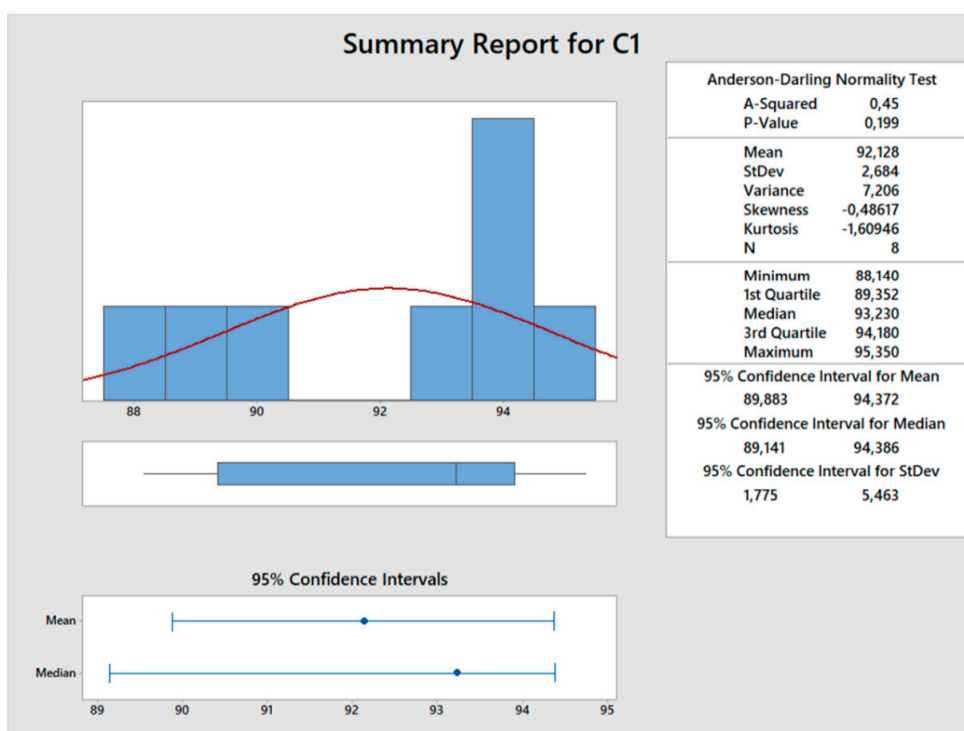 Summary Report for C1
Anderson-Darling Normality Test
A-Squared 0,45
P-Value 0,199
Mean 92,128
StDev 2,684
Variance 7,206
Skewness -0,48617
Kurtosis -1,60946
N 8
Minimum 88,140
1st Quartile 89,352
Median 93,230
3rd Quartile 94,180
Maximum 95,350
95% Confidence Interval for Mean
89,883 94,372
95% Confidence Interval for Median
89,141 94,386
95% Confidence Interval for StDev
1,775 5,463
88 90 92 94
95% Confidence Intervals
Mean
Median
89 90 91 92 93 94 95